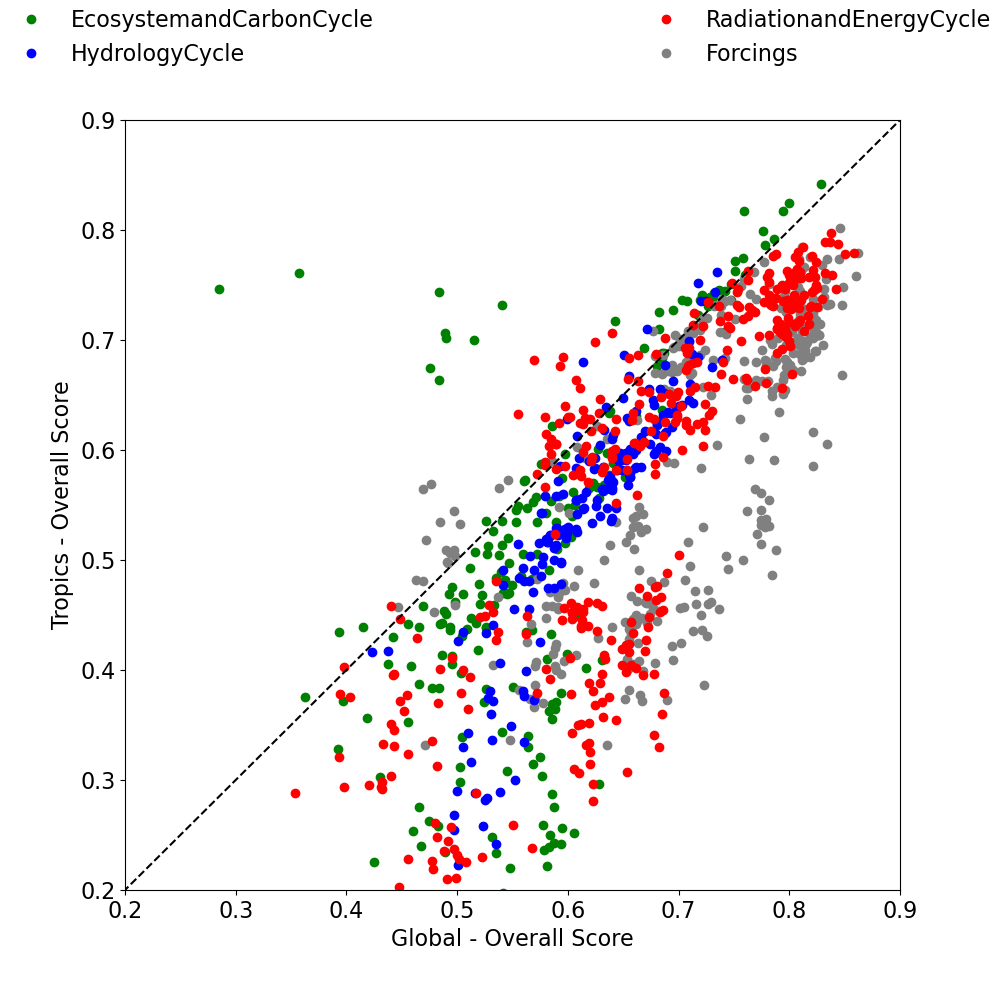 EcosystemandCarbonCycle
HydrologyCycle
RadiationandEnergyCycle
Forcings
0.9
0.8
0.7
0.6
0.5
0.4
0.3
0.2
Tropics - Overall Score
0.2 0.3 0.4 0.5 0.6 0.7 0.8 0.9
Global - Overall Score